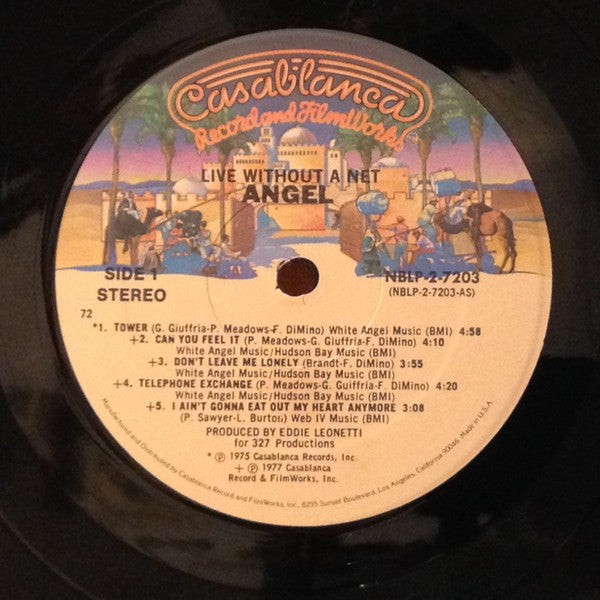 Casablanca
Record and FilmWorks
LIVE WITHOUT A NET
ANGEL
SIDE 1
STEREO
NBLP-2-7203
(NBLP-2-7203-AS)
72
*1. TOWER (G. Giuffria-P. Meadows-F. DiMino) White Angel Music (BMI) 4:58
+2. CAN YOU FEEL IT (P. Meadows-G. Giuffria-F. DiMino) 4:10
White Angel Music/Hudson Bay Music (BMI)
+3. DON'T LEAVE ME LONELY (Brandt-F. DiMino) 3:55
White Angel Music/Hudson Bay Music (BMI)
+4. TELEPHONE EXCHANGE (P. Meadows-G. Guiffria-F. DiMino) 4:20
White Angel Music/Hudson Bay Music (BMI)
+5. I AIN'T GONNA EAT OUT MY HEART ANYMORE 3:08
(P. Sawyer-L. Burton) Web IV Music (BMI)
PRODUCED BY EDDIE LEONETTI
for 327 Productions
* ℗ 1975 Casablanca Records, Inc.
+ ℗ 1977 Casablanca
Record & FilmWorks, Inc.
Manufactured and Distributed by Casablanca Record and FilmWorks, Inc., 8255 Sunset Boulevard, Los Angeles, California 90046 Made in U.S.A.